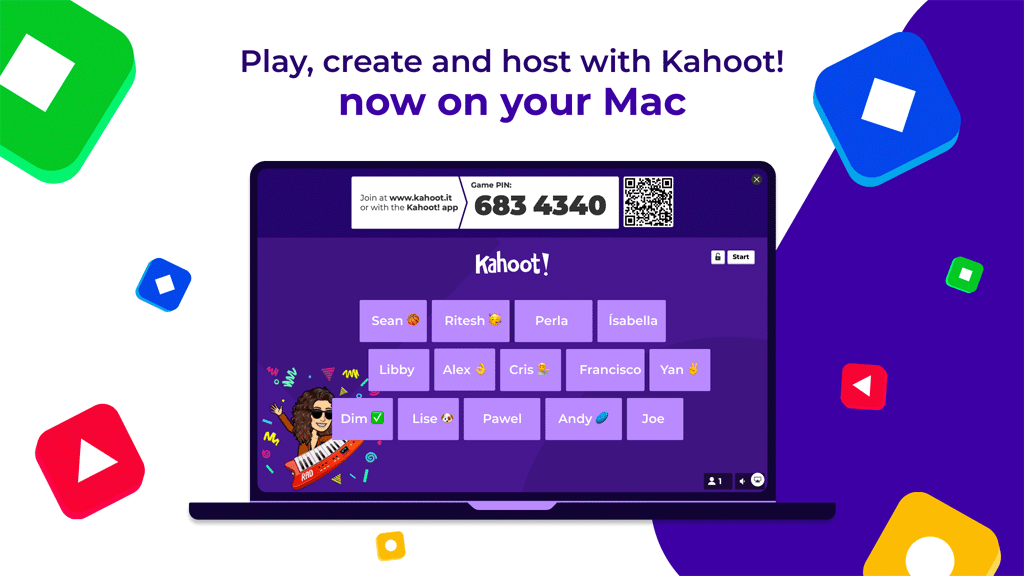 Play, create and host with Kahoot!
now on your Mac
Join at www.kahoot.it
or with the Kahoot! app
Game PIN:
683 4340
Kahoot!
Start
Sean 🏀 Ritesh 🥳 Perla Ísabella
Libby Alex 👌 Cris Francisco Yan ✌️
Dim ✅ Lise 🐶 Pawel Andy Joe
RAD
1